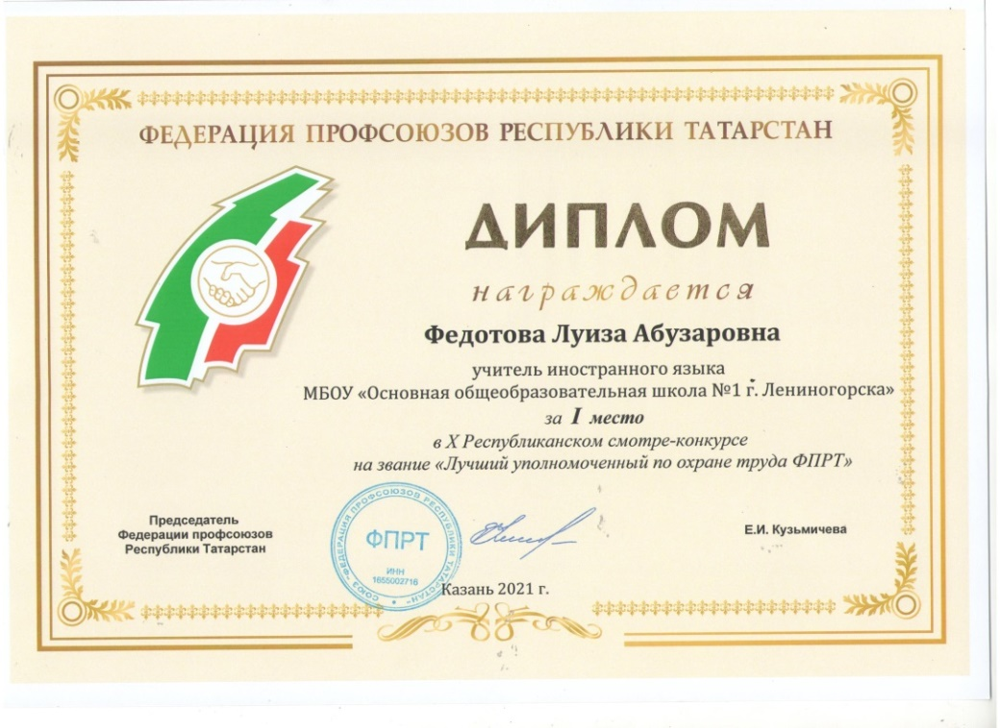 ФЕДЕРАЦИЯ ПРОФСОЮЗОВ РЕСПУБЛИКИ ТАТАРСТАН
ДИПЛОМ
награждается
Федотова Луиза Абузаровна
учитель иностранного языка
МБОУ «Основная общеобразовательная школа №1 г. Лениногорска»
за I место
в X Республиканском смотре-конкурсе
на звание «Лучший уполномоченный по охране труда ФПРТ»
Председатель
Федерации профсоюзов
Республики Татарстан
СОЮЗ "ФЕДЕРАЦИЯ ПРОФСОЮЗОВ РЕСПУБЛИКИ ТАТАРСТАН"
ФПРТ
ИНН
1655002716
Е.И. Кузьмичева
Казань 2021 г.